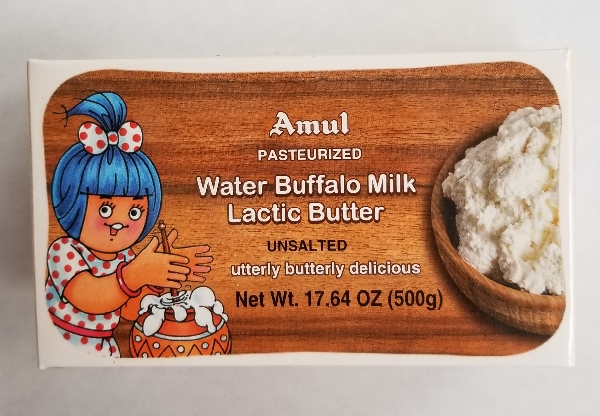 Amul
PASTEURIZED
Water Buffalo Milk
Lactic Butter
UNSALTED
utterly butterly delicious
Net Wt. 17.64 OZ (500g)